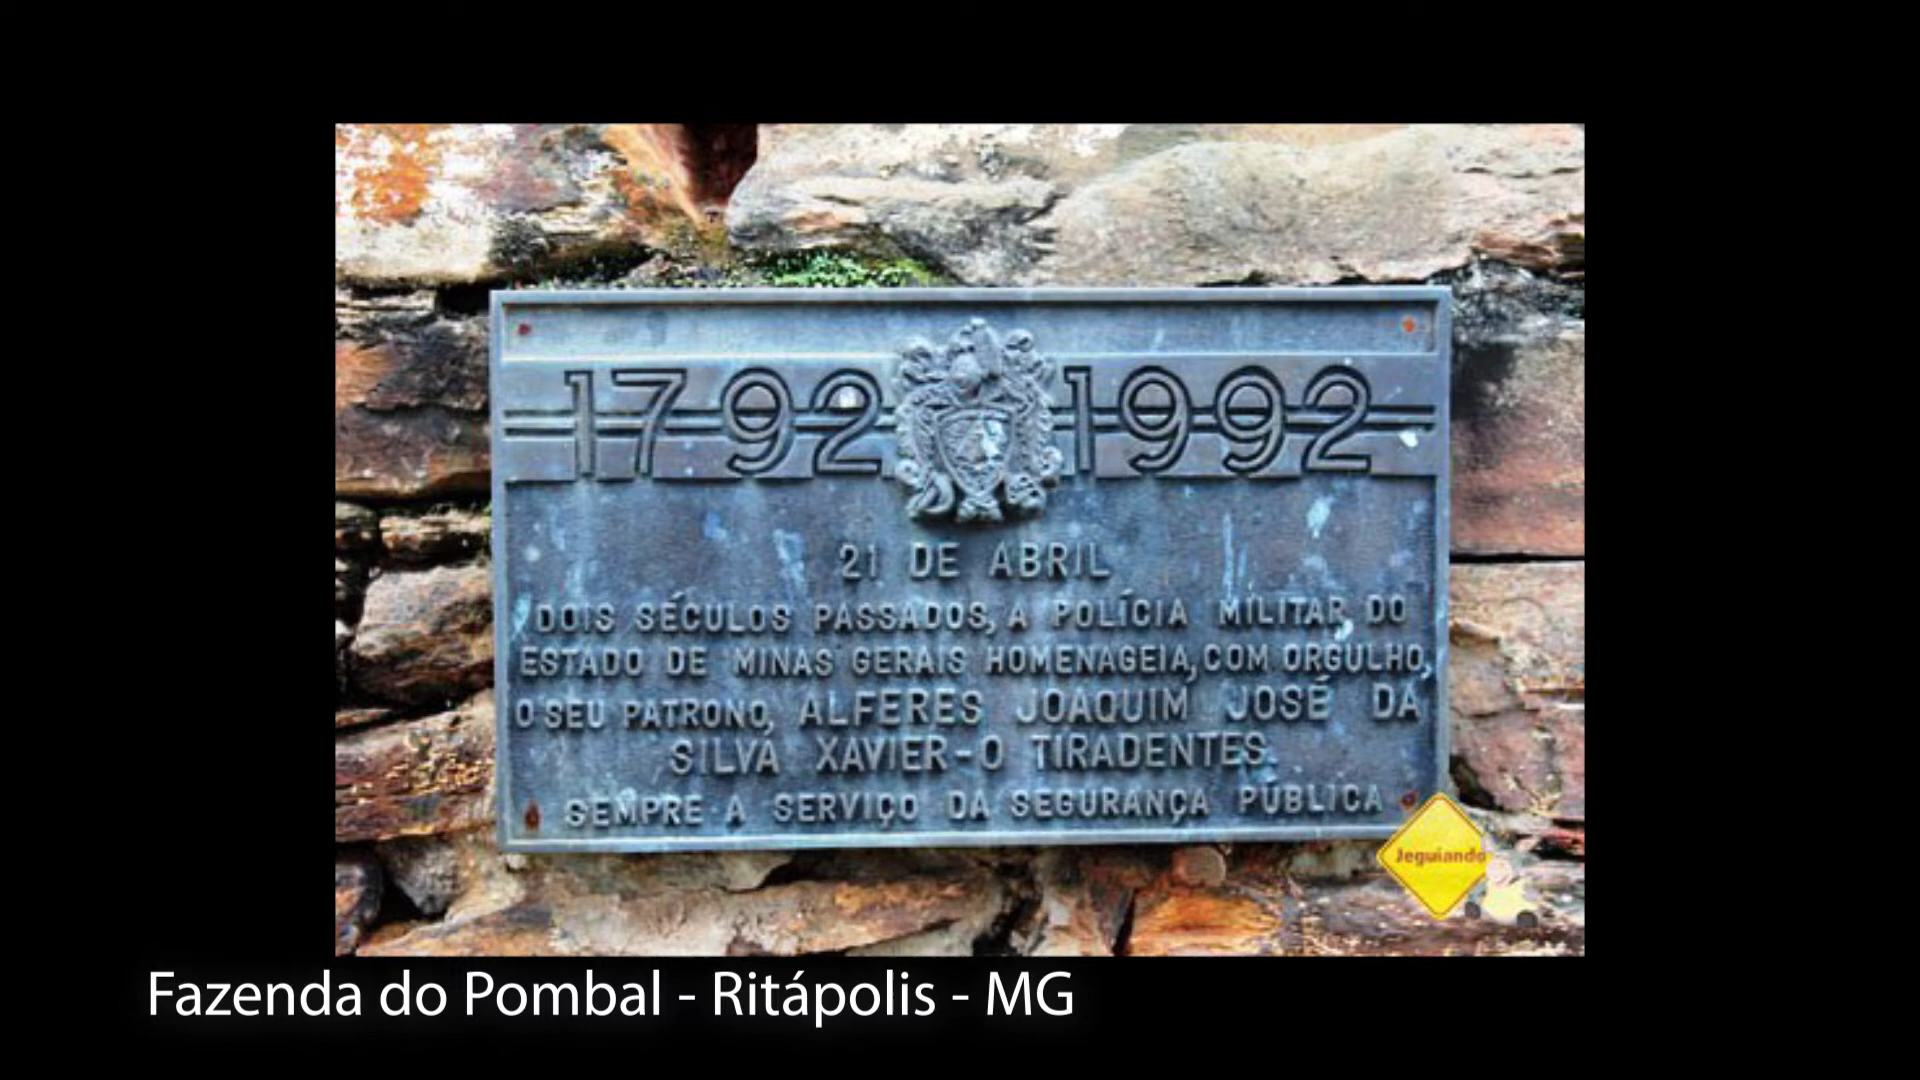 1792 1992
21 DE ABRIL
DOIS SÉCULOS PASSADOS, A POLÍCIA MILITAR DO
ESTADO DE MINAS GERAIS HOMENAGEIA, COM ORGULHO,
O SEU PATRONO, ALFERES JOAQUIM JOSÉ DA
SILVA XAVIER-O TIRADENTES.
SEMPRE A SERVIÇO DA SEGURANÇA PÚBLICA
Jeguiando
Fazenda do Pombal - Ritápolis - MG